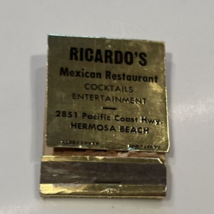 RICARDO'S
Mexican Restaurant
COCKTAILS
ENTERTAINMENT
2851 Pacific Coast Hwy.
HERMOSA BEACH